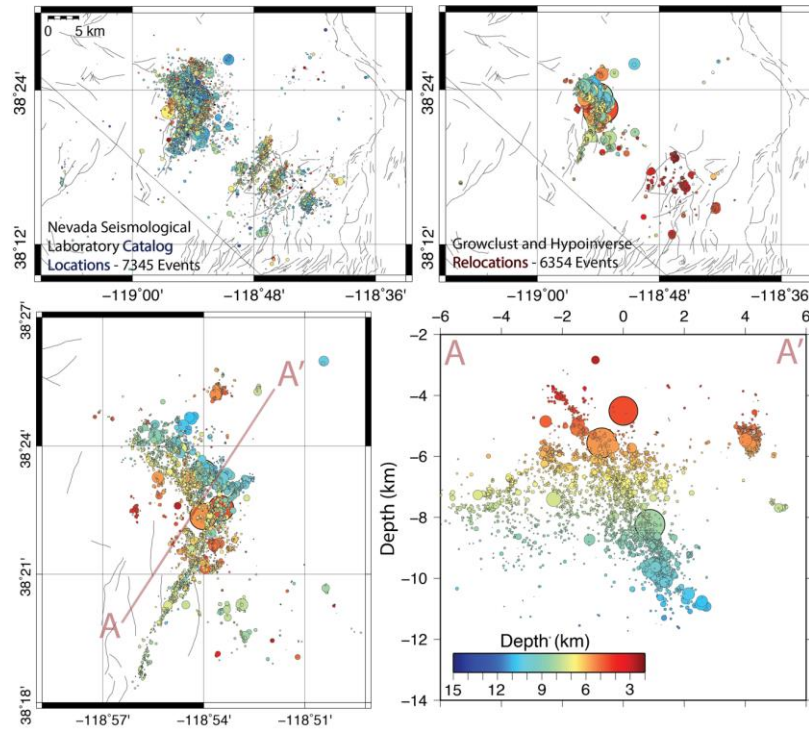 0 5 km
38˚24'
38˚12'
Nevada Seismological
Laboratory Catalog
Locations - 7345 Events
-119˚00' -118˚48' -118˚36'
38˚24'
38˚12'
Growclust and Hypoinverse
Relocations - 6354 Events
-119˚00' -118˚48' -118˚36'
38˚27'
38˚24'
38˚21'
38˚18'
A'
A
-118˚57' -118˚54' -118˚51'
-6 -4 -2 0 2 4 6
A A'
Depth (km)
-2
-4
-6
-8
-10
-12
-14
Depth (km)
15 12 9 6 3